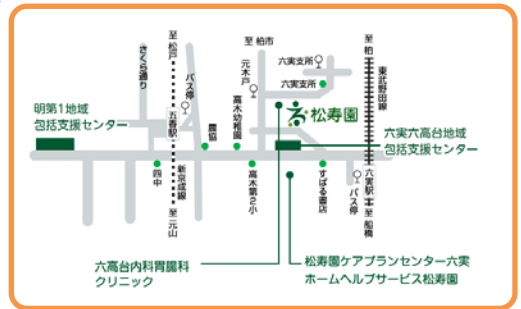 至 柏市
至 松戸
さくら通り
バス停
元木戸
六実支所
六実支所
至 柏
東武野田線
明第1地域
包括支援センター
五香駅
農協
高木幼稚園
松寿園
六実六高台地域
包括支援センター
四中
新京成線
至 元山
高木第2小
すばる書店
バス停
六実駅
至 船橋
六高台内科胃腸科
クリニック
松寿園ケアプランセンター六実
ホームヘルプサービス松寿園